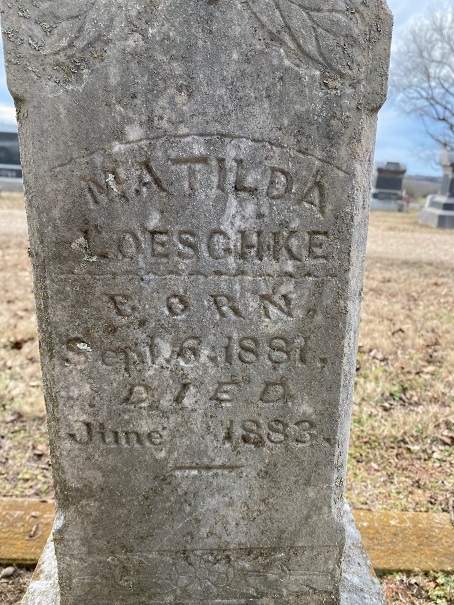 MATILDA
LOESCHKE
BORN.
Sept. 6. 1881.
DIED
June 1883.